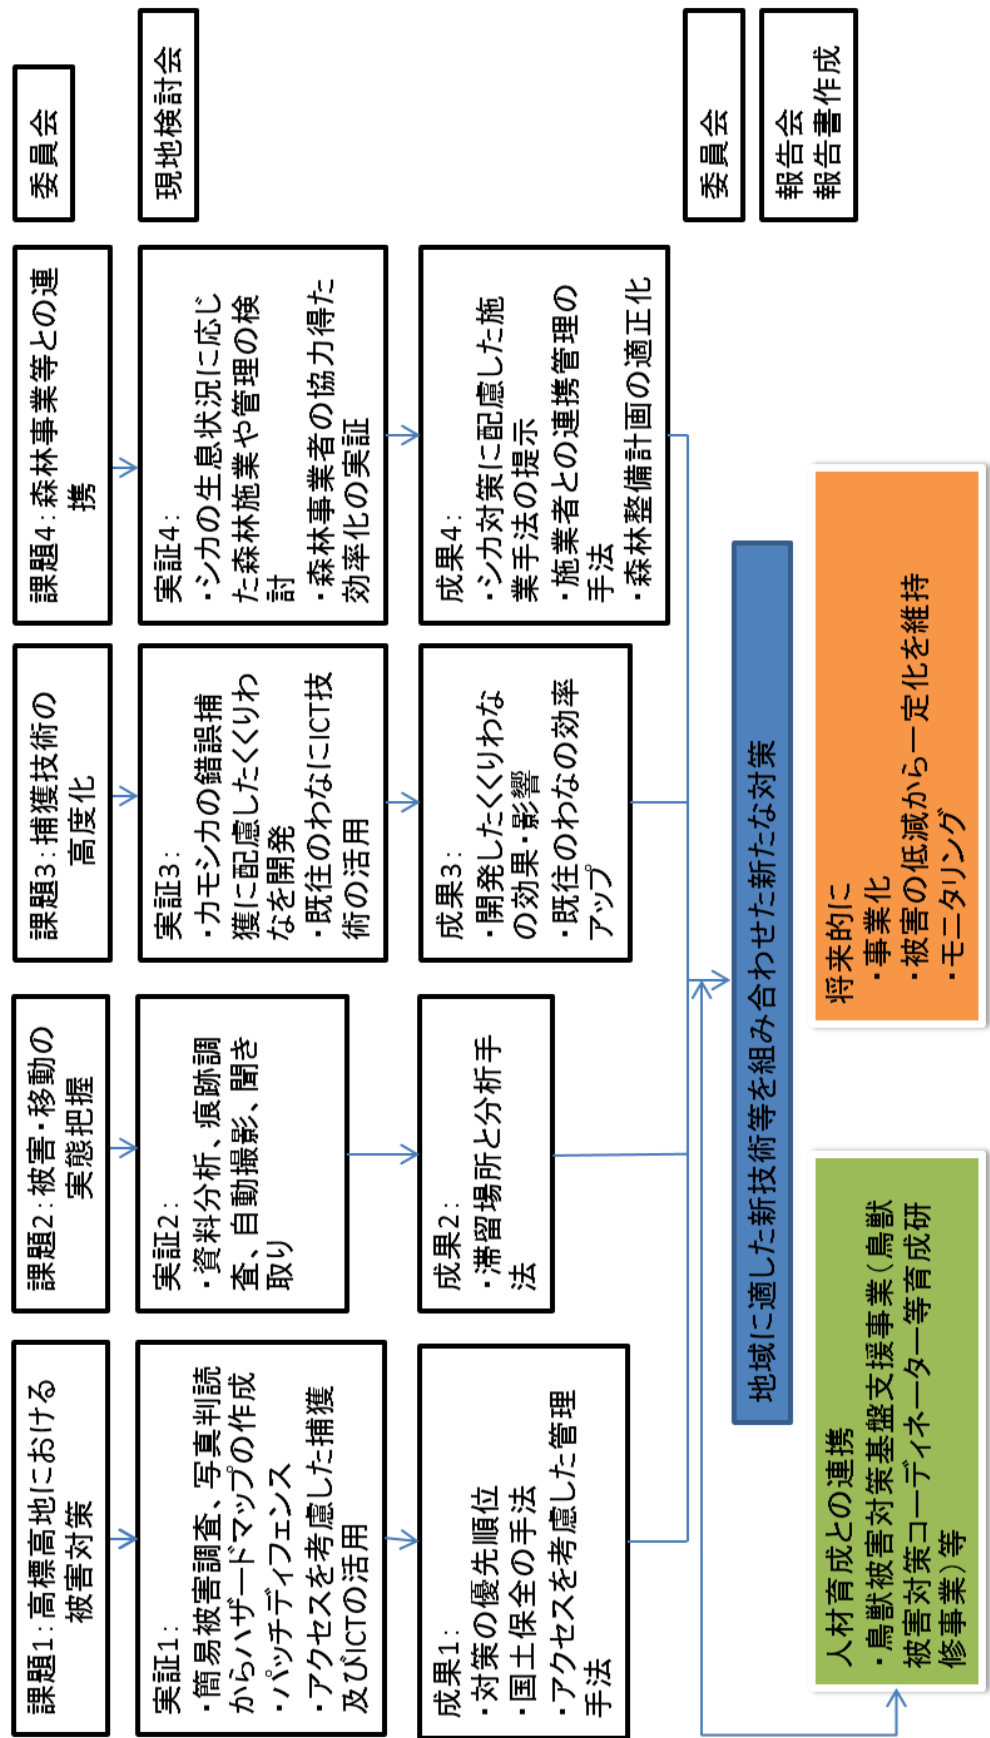 課題1:高標高地における
被害対策
課題2:被害・移動の
実態把握
課題3:捕獲技術の
高度化
課題4:森林事業等との連
携
委員会
実証1:
・簡易被害調査、写真判読
からハザードマップの作成
・パッチディフェンス
・アクセスを考慮した捕獲
及びICTの活用
実証2:
・資料分析、痕跡調
査、自動撮影、聞き
取り
実証3:
・カモシカの錯誤捕
獲に配慮したくくりわ
なを開発
・既往のわなにICT技
術の活用
実証4:
・シカの生息状況に応じ
た森林施業や管理の検
討
・森林事業者の協力得た
効率化の実証
現地検討会
成果1:
・対策の優先順位
・国土保全の手法
・アクセスを考慮した管理
手法
成果2:
・滞留場所と分析手
法
成果3:
・開発したくくりわな
の効果・影響
・既往のわなの効率
アップ
成果4:
・シカ対策に配慮した施
業手法の提示
・施業者との連携管理の
手法
・森林整備計画の適正化
委員会
地域に適した新技術等を組み合わせた新たな対策
報告会
報告書作成
人材育成との連携
・鳥獣被害対策基盤支援事業(鳥獣
被害対策コーディネーター等育成研
修事業)等
将来的に
・事業化
・被害の低減から一定化を維持
・モニタリング